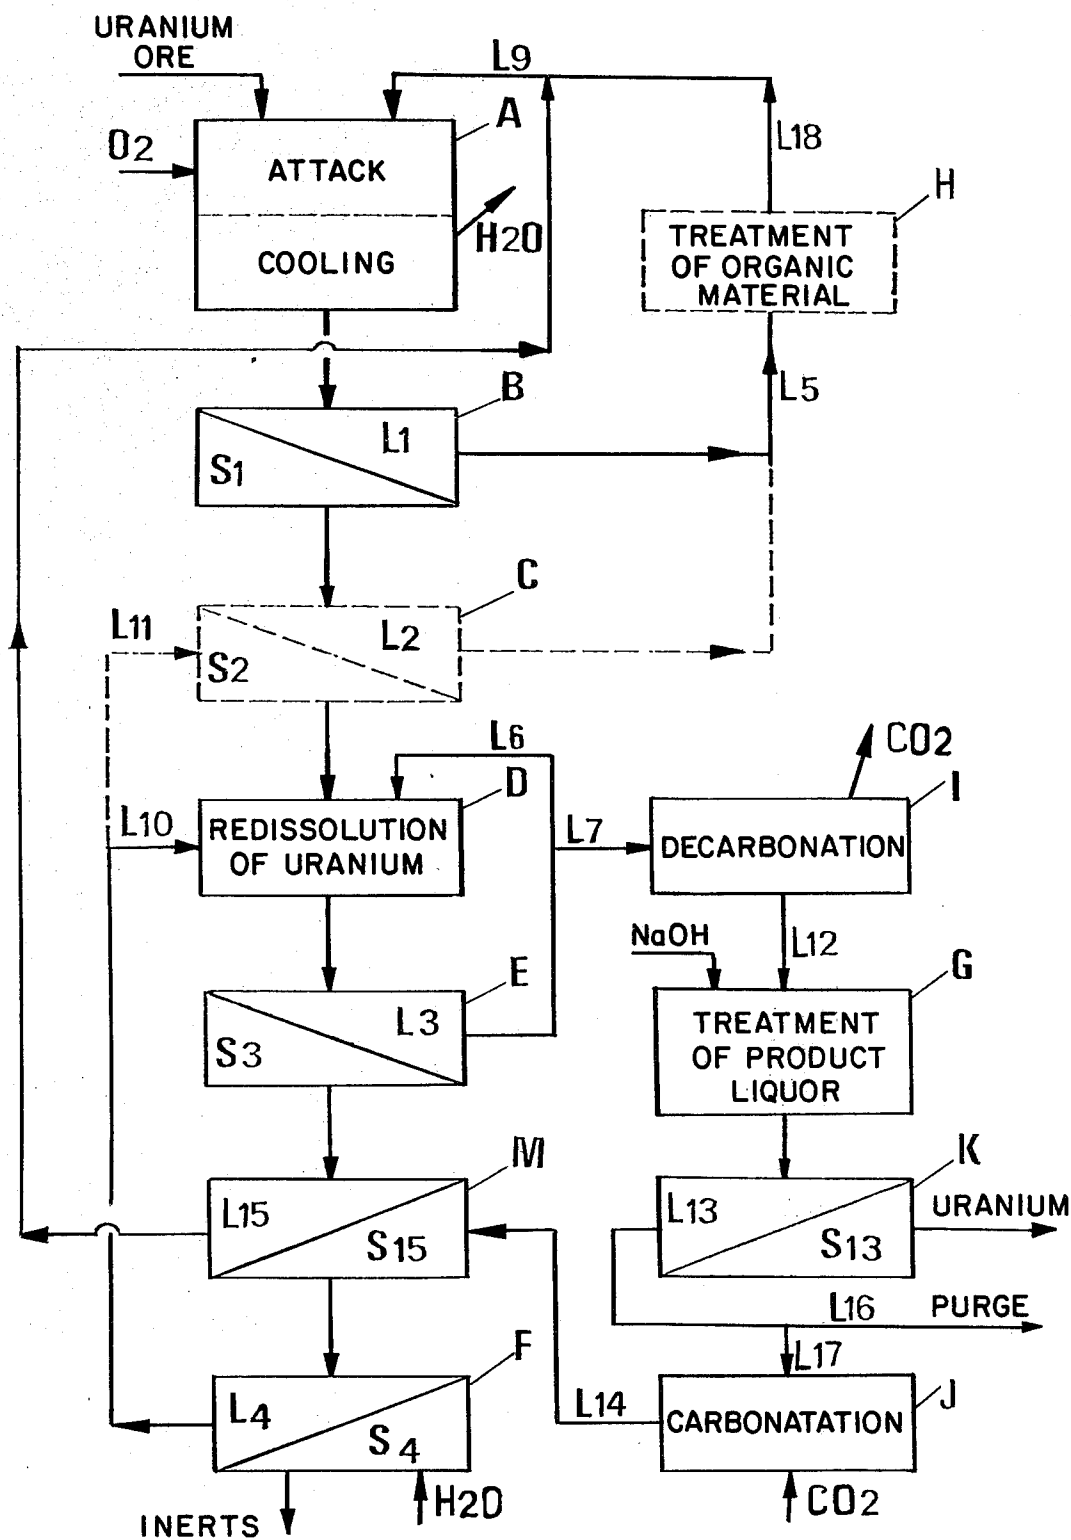 URANIUM
ORE
L9
A
O2
ATTACK
L18
H
H2O
TREATMENT
OF ORGANIC
MATERIAL
COOLING
B
L5
L1
S1
C
L11
L2
S2
L6
CO2
D
I
L10
REDISSOLUTION
OF URANIUM
L7
DECARBONATION
NaOH
L12
G
E
L3
S3
TREATMENT
OF PRODUCT
LIQUOR
M
K
L15
S15
L13
S13
URANIUM
L16
PURGE
F
L17
L4
S4
L14
CARBONATATION
J
H2O
CO2
INERTS